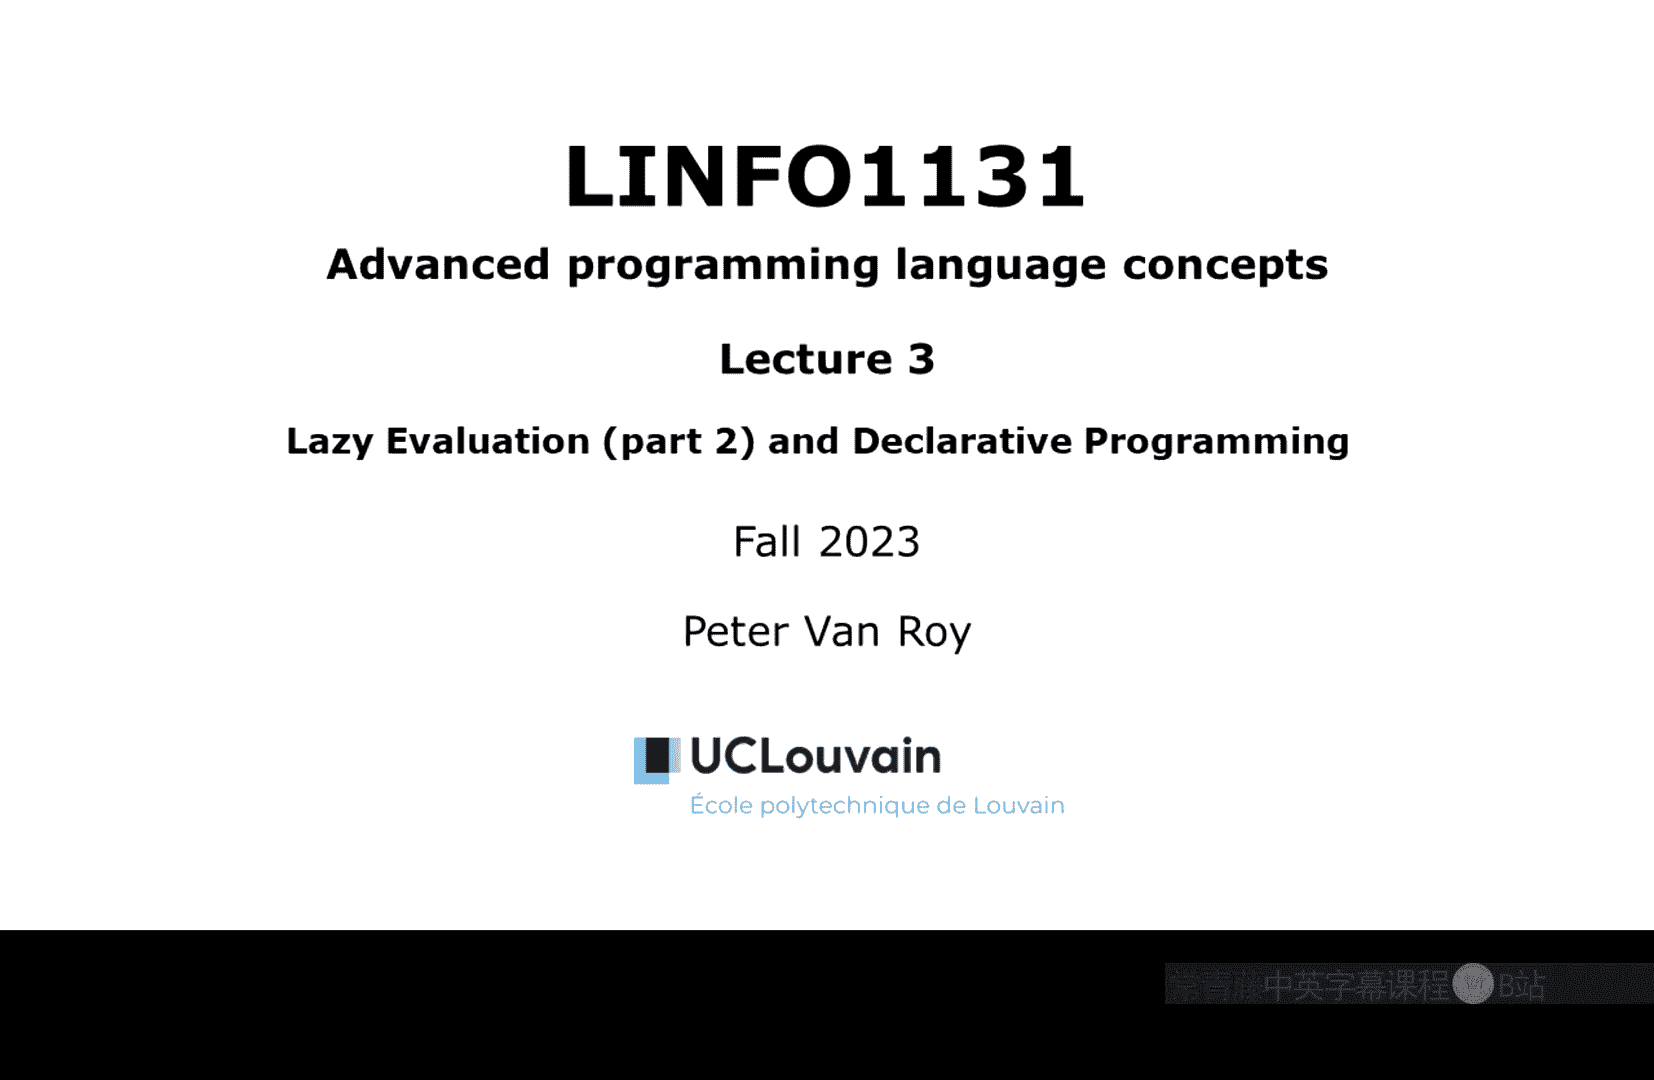 LINFO1131
Advanced programming language concepts
Lecture 3
Lazy Evaluation (part 2) and Declarative Programming
Fall 2023
Peter Van Roy
UCLouvain
École polytechnique de Louvain
中英字幕课程 B站